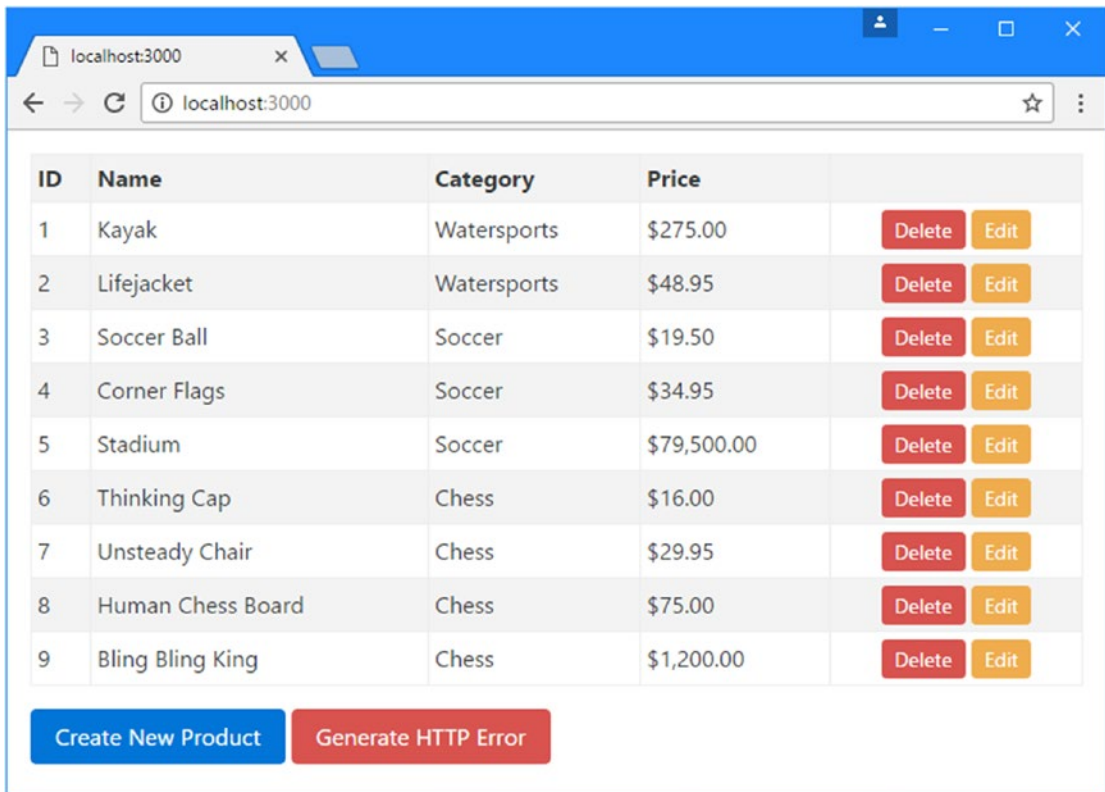 localhost:3000
localhost:3000
ID Name Category Price
1 Kayak Watersports $275.00 Delete Edit
2 Lifejacket Watersports $48.95 Delete Edit
3 Soccer Ball Soccer $19.50 Delete Edit
4 Corner Flags Soccer $34.95 Delete Edit
5 Stadium Soccer $79,500.00 Delete Edit
6 Thinking Cap Chess $16.00 Delete Edit
7 Unsteady Chair Chess $29.95 Delete Edit
8 Human Chess Board Chess $75.00 Delete Edit
9 Bling Bling King Chess $1,200.00 Delete Edit
Create New Product Generate HTTP Error